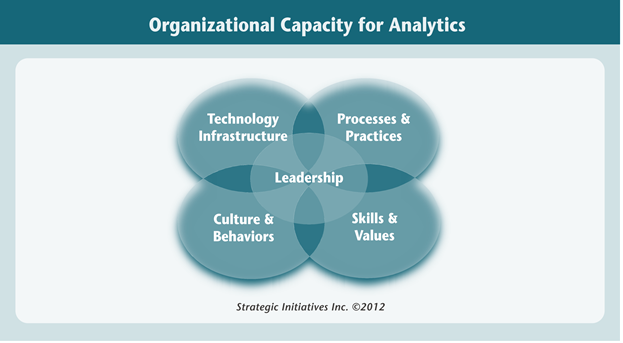 Organizational Capacity for Analytics
Technology
Infrastructure
Processes &
Practices
Leadership
Culture &
Behaviors
Skills &
Values
Strategic Initiatives Inc. ©2012